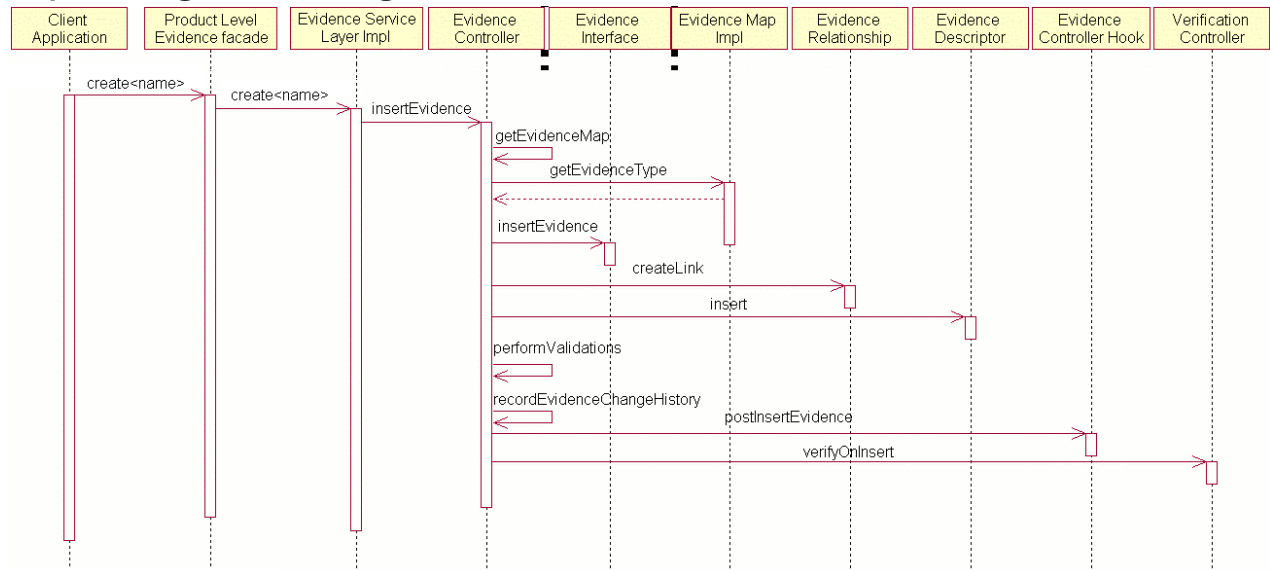 Client
Application
Product Level
Evidence facade
Evidence Service
Layer Impl
Evidence
Controller
Evidence
Interface
Evidence Map
Impl
Evidence
Relationship
Evidence
Descriptor
Evidence
Controller Hook
Verification
Controller
create<name>
create<name>
insertEvidence
getEvidenceMap
getEvidenceType
insertEvidence
createLink
insert
performValidations
recordEvidenceChangeHistory
postInsertEvidence
verifyOnInsert